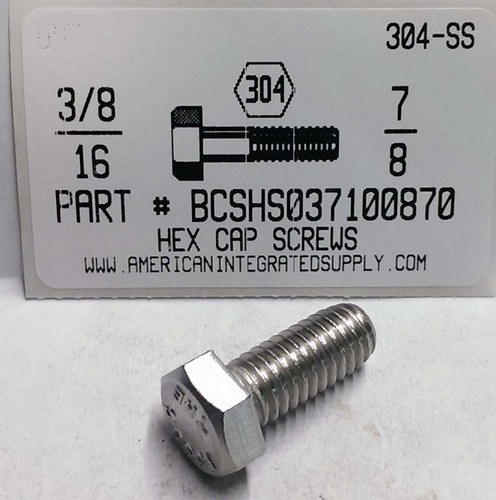 304-SS
304
3/8
16
7
8
PART # BCSHS037100870
HEX CAP SCREWS
WWW.AMERICANINTEGRATEDSUPPLY.COM